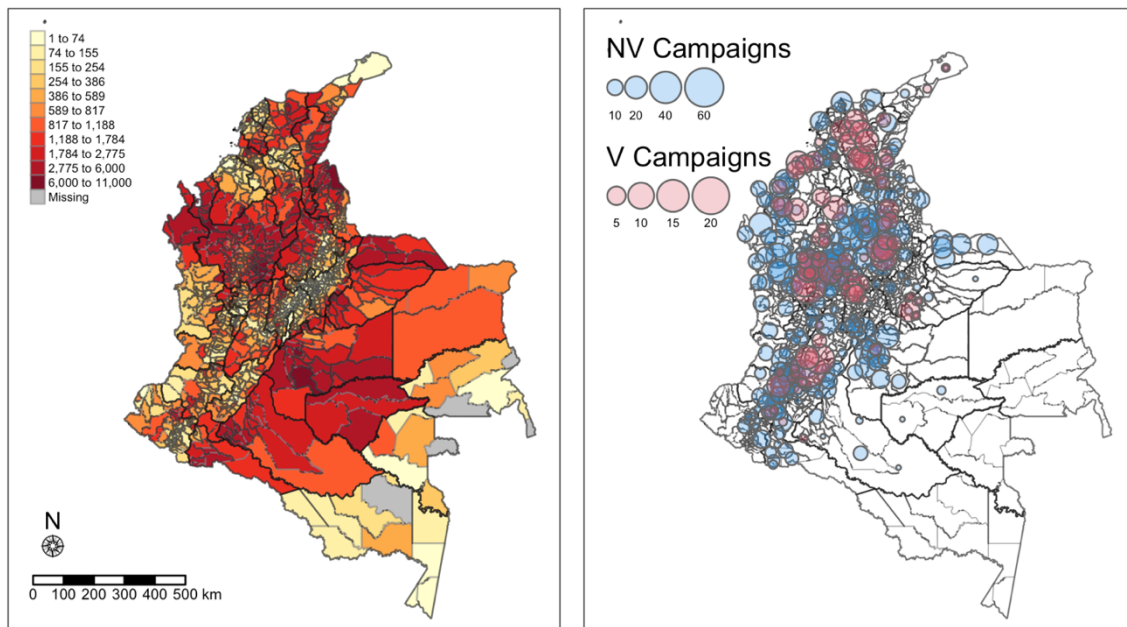 1 to 74
74 to 155
155 to 254
254 to 386
386 to 589
589 to 817
817 to 1,188
1,188 to 1,784
1,784 to 2,775
2,775 to 6,000
6,000 to 11,000
Missing
N
0 100 200 300 400 500 km
NV Campaigns
10 20 40 60
V Campaigns
5 10 15 20